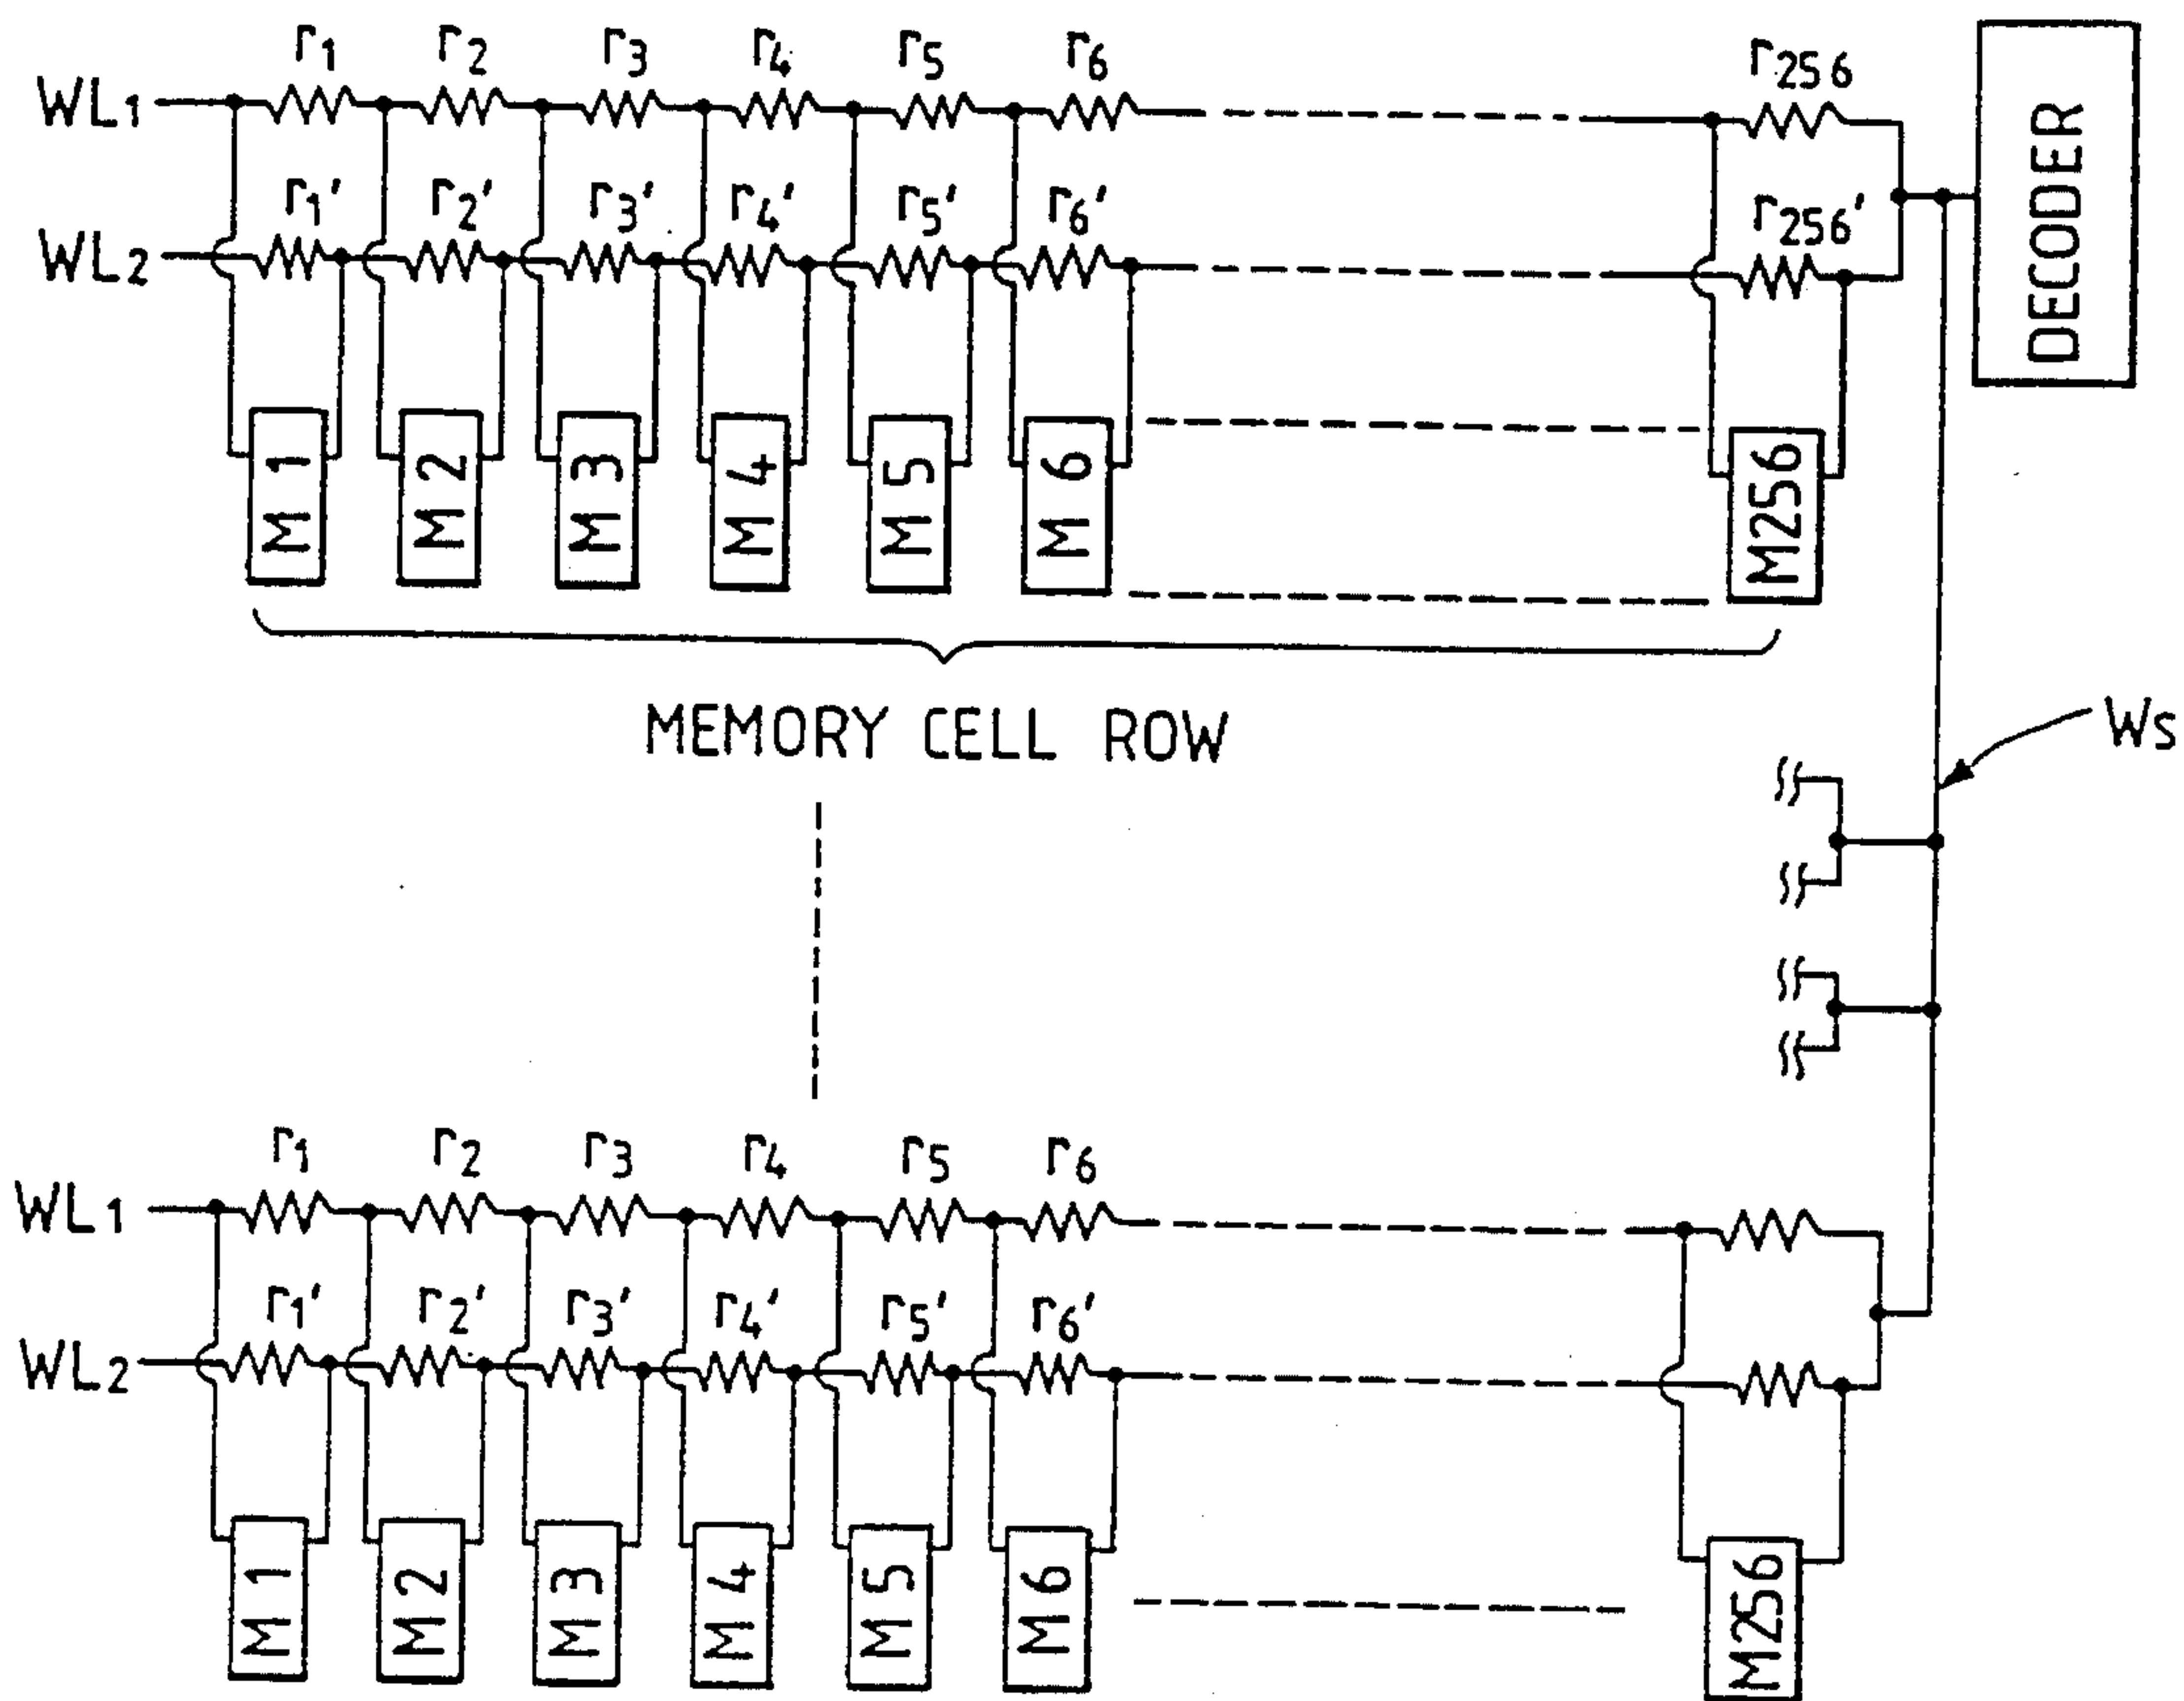 r1 r2 r3 r4 r5 r6 r256
WL1
r1' r2' r3' r4' r5' r6' r256'
WL2
DECODER
M1 M2 M3 M4 M5 M6 M256
MEMORY CELL ROW
Ws
r1 r2 r3 r4 r5 r6
WL1
r1' r2' r3' r4' r5' r6'
WL2
M1 M2 M3 M4 M5 M6 M256